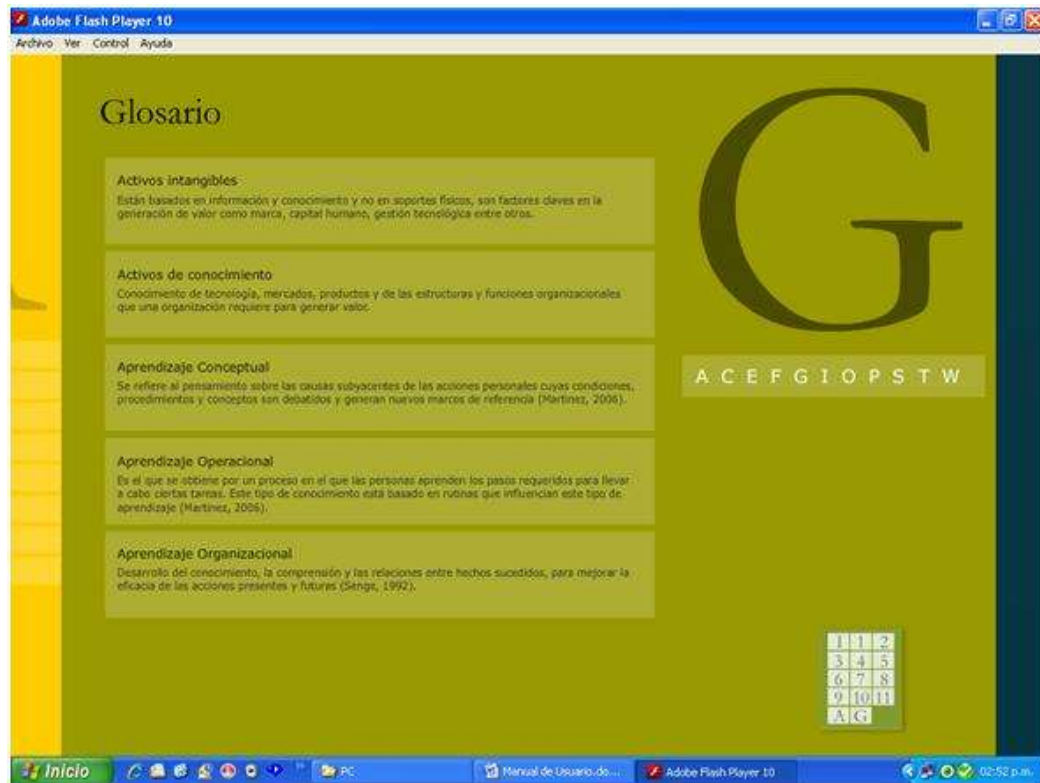 Adobe Flash Player 10
Archivo Ver Control Ayuda
Glosario
G
Activos intangibles
Están basados en información y conocimiento y no en soportes físicos, son factores claves en la
generación de valor como marca, capital humano, gestión tecnológica entre otros.
Activos de conocimiento
Conocimiento de tecnología, mercados, productos y de las estructuras y funciones organizacionales
que una organización requiere para generar valor.
Aprendizaje Conceptual
Se refiere al pensamiento sobre las causas subyacentes de las acciones personales cuyas condiciones,
procedimientos y conceptos son debatidos y generan nuevos marcos de referencia (Martinez, 2006).
A C E F G I O P S T W
Aprendizaje Operacional
Es el que se obtiene por un proceso en el que las personas aprenden los pasos requeridos para llevar
a cabo ciertas tareas. Este tipo de conocimiento está basado en rutinas que influencian este tipo de
aprendizaje (Martinez, 2006).
Aprendizaje Organizacional
Desarrollo del conocimiento, la comprensión y las relaciones entre hechos sucedidos, para mejorar la
eficacia de las acciones presentes y futuras (Senge, 1992).
1 1 2
3 4 5
6 7 8
9 10 11
A G
Inicio
PC
Manual de Usuario.do...
Adobe Flash Player 10
02:52 p.m.